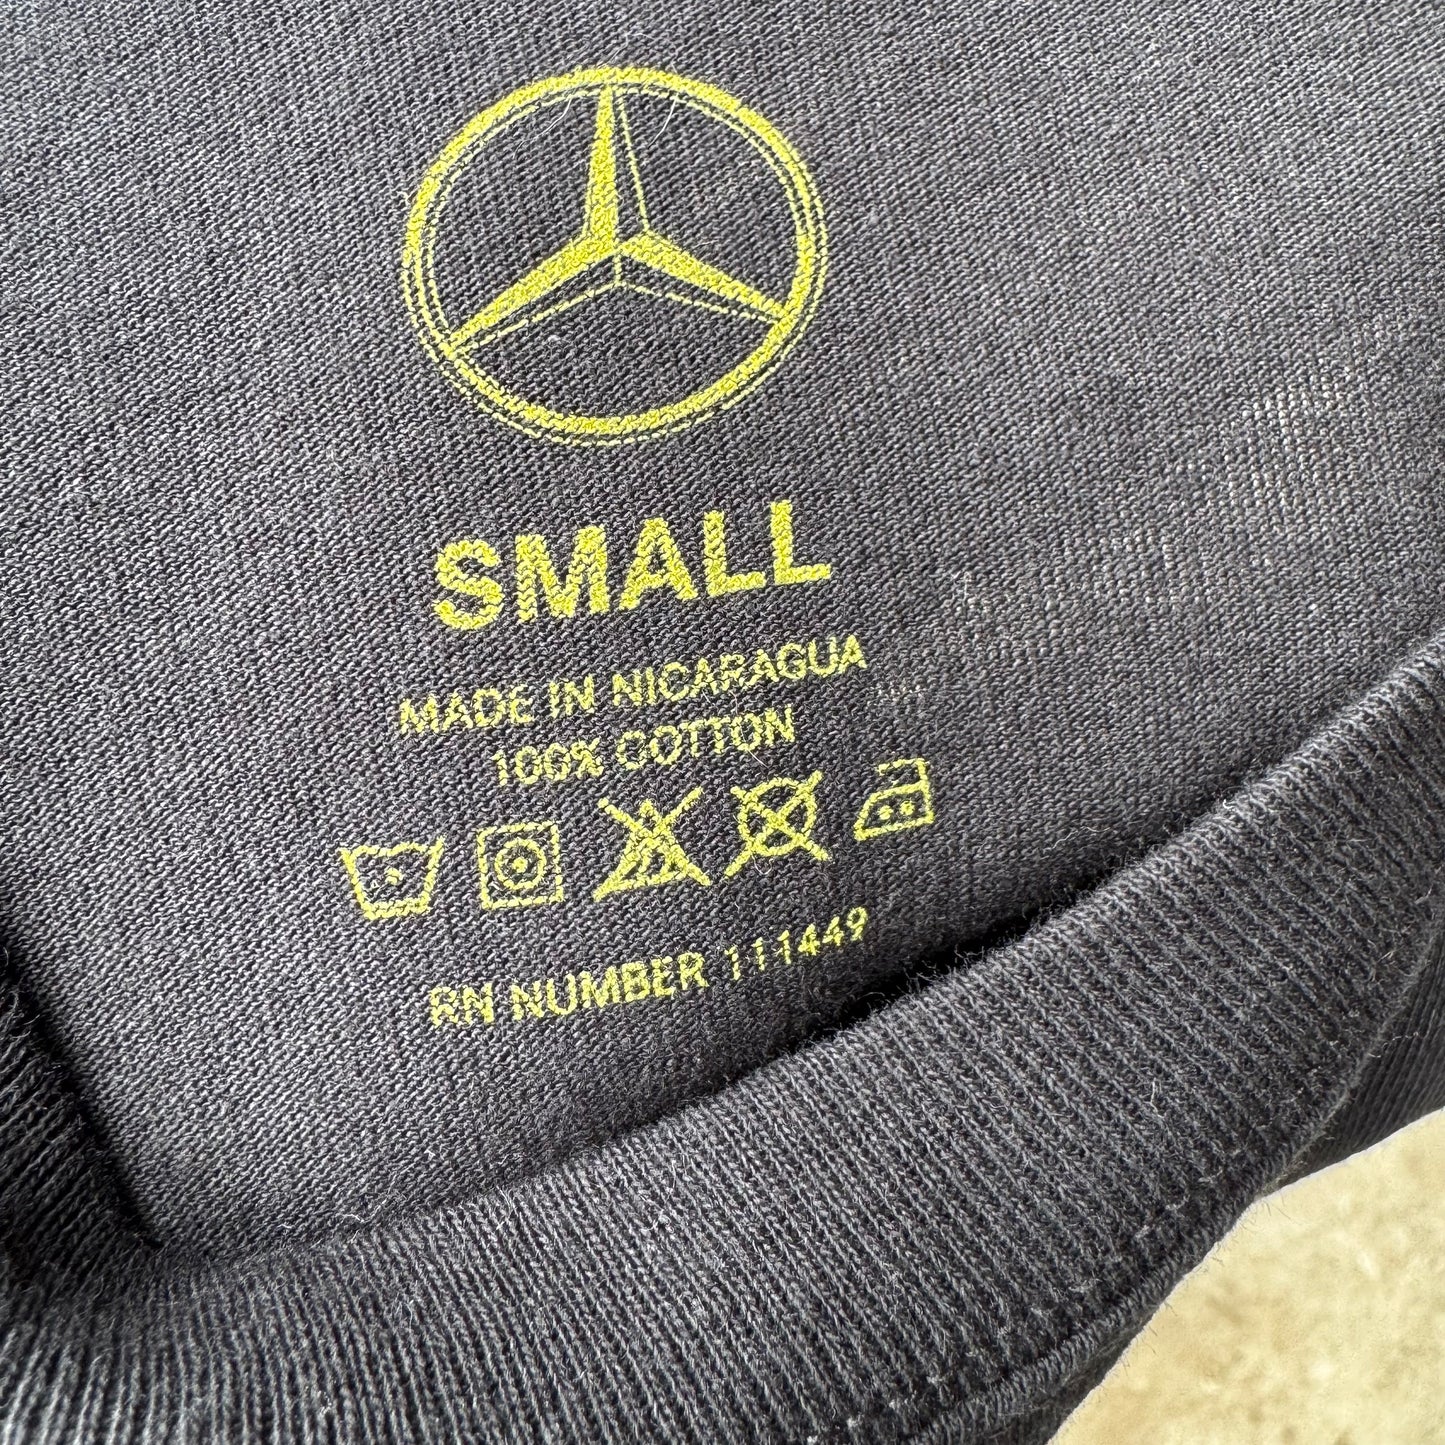 SMALL
MADE IN NICARAGUA
100% COTTON
RN NUMBER 111449